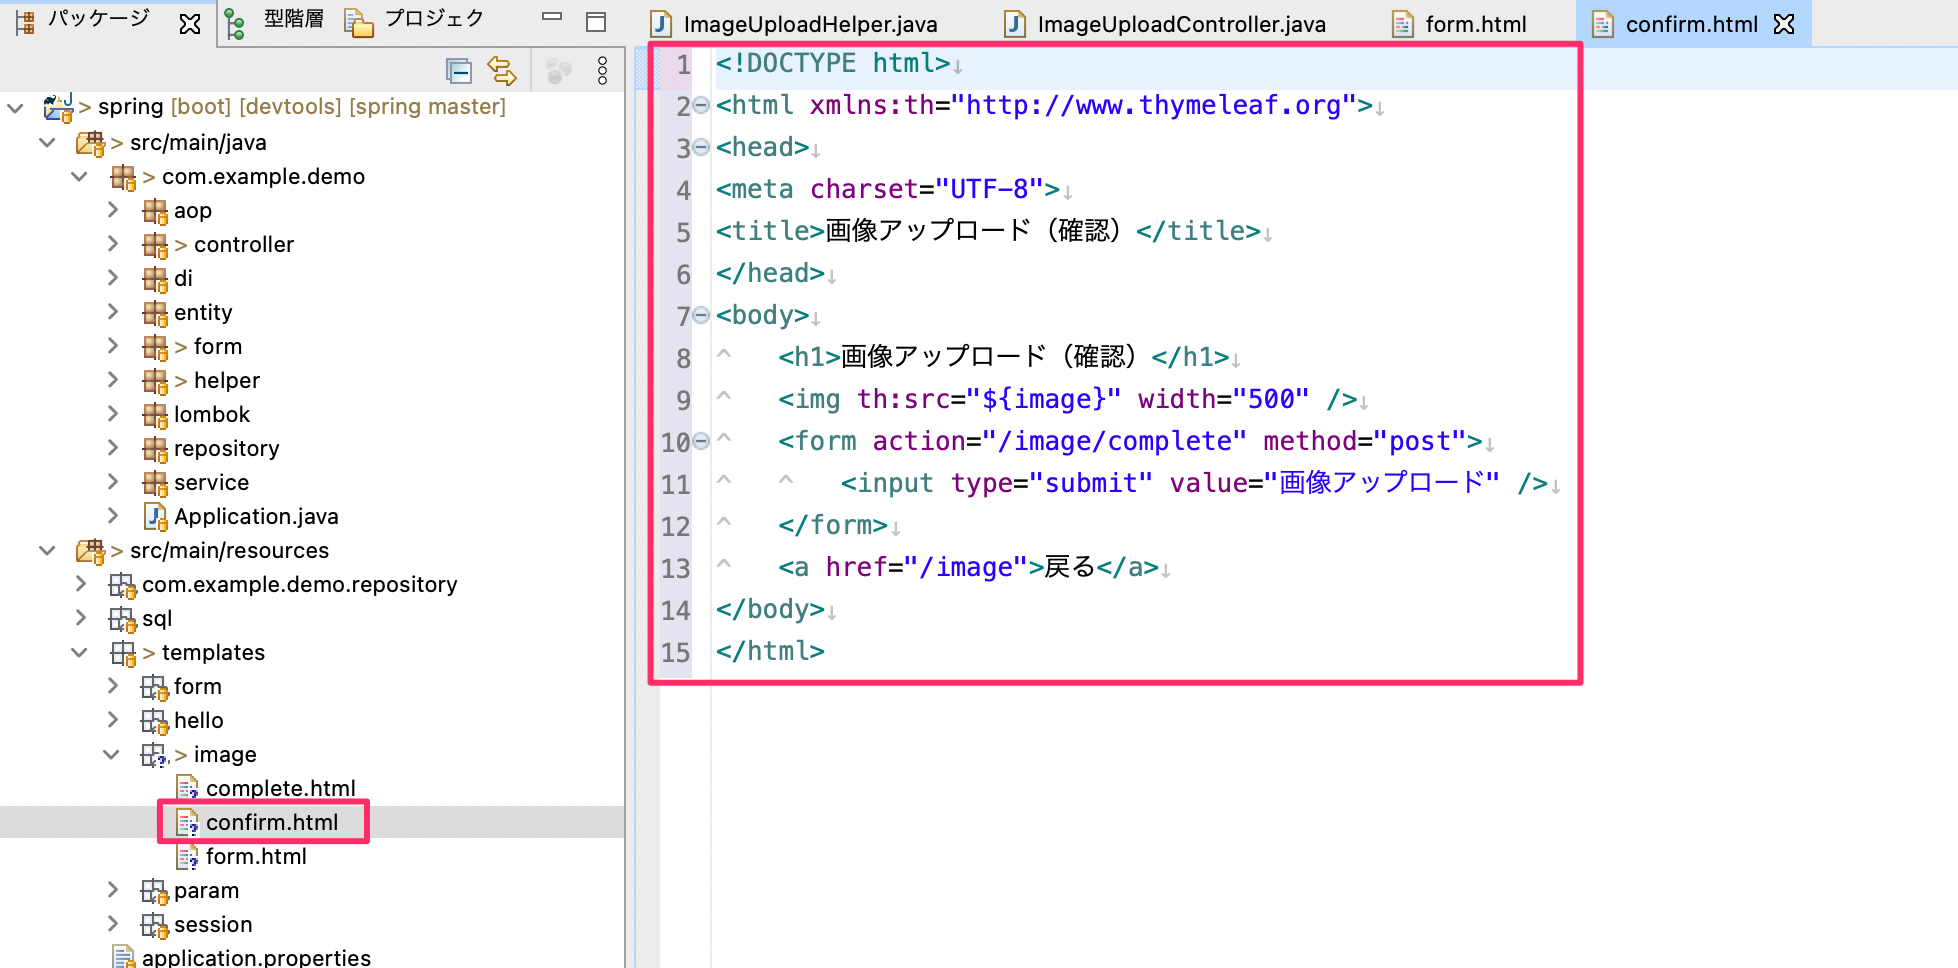 パッケージ 型階層 プロジェク
> spring [boot] [devtools] [spring master]
> src/main/java
> com.example.demo
aop
> controller
di
entity
> form
> helper
lombok
repository
service
Application.java
> src/main/resources
com.example.demo.repository
sql
> templates
form
hello
> image
complete.html
confirm.html
form.html
param
session
application.properties
ImageUploadHelper.java ImageUploadController.java form.html confirm.html
1 <!DOCTYPE html>↓
2 <html xmlns:th="http://www.thymeleaf.org">↓
3 <head>↓
4 <meta charset="UTF-8">↓
5 <title>画像アップロード（確認）</title>↓
6 </head>↓
7 <body>↓
8 ^ <h1>画像アップロード（確認）</h1>↓
9 ^ <img th:src="${image}" width="500" />↓
10 ^ <form action="/image/complete" method="post">↓
11 ^ ^ <input type="submit" value="画像アップロード" />↓
12 ^ </form>↓
13 ^ <a href="/image">戻る</a>↓
14 </body>↓
15 </html>